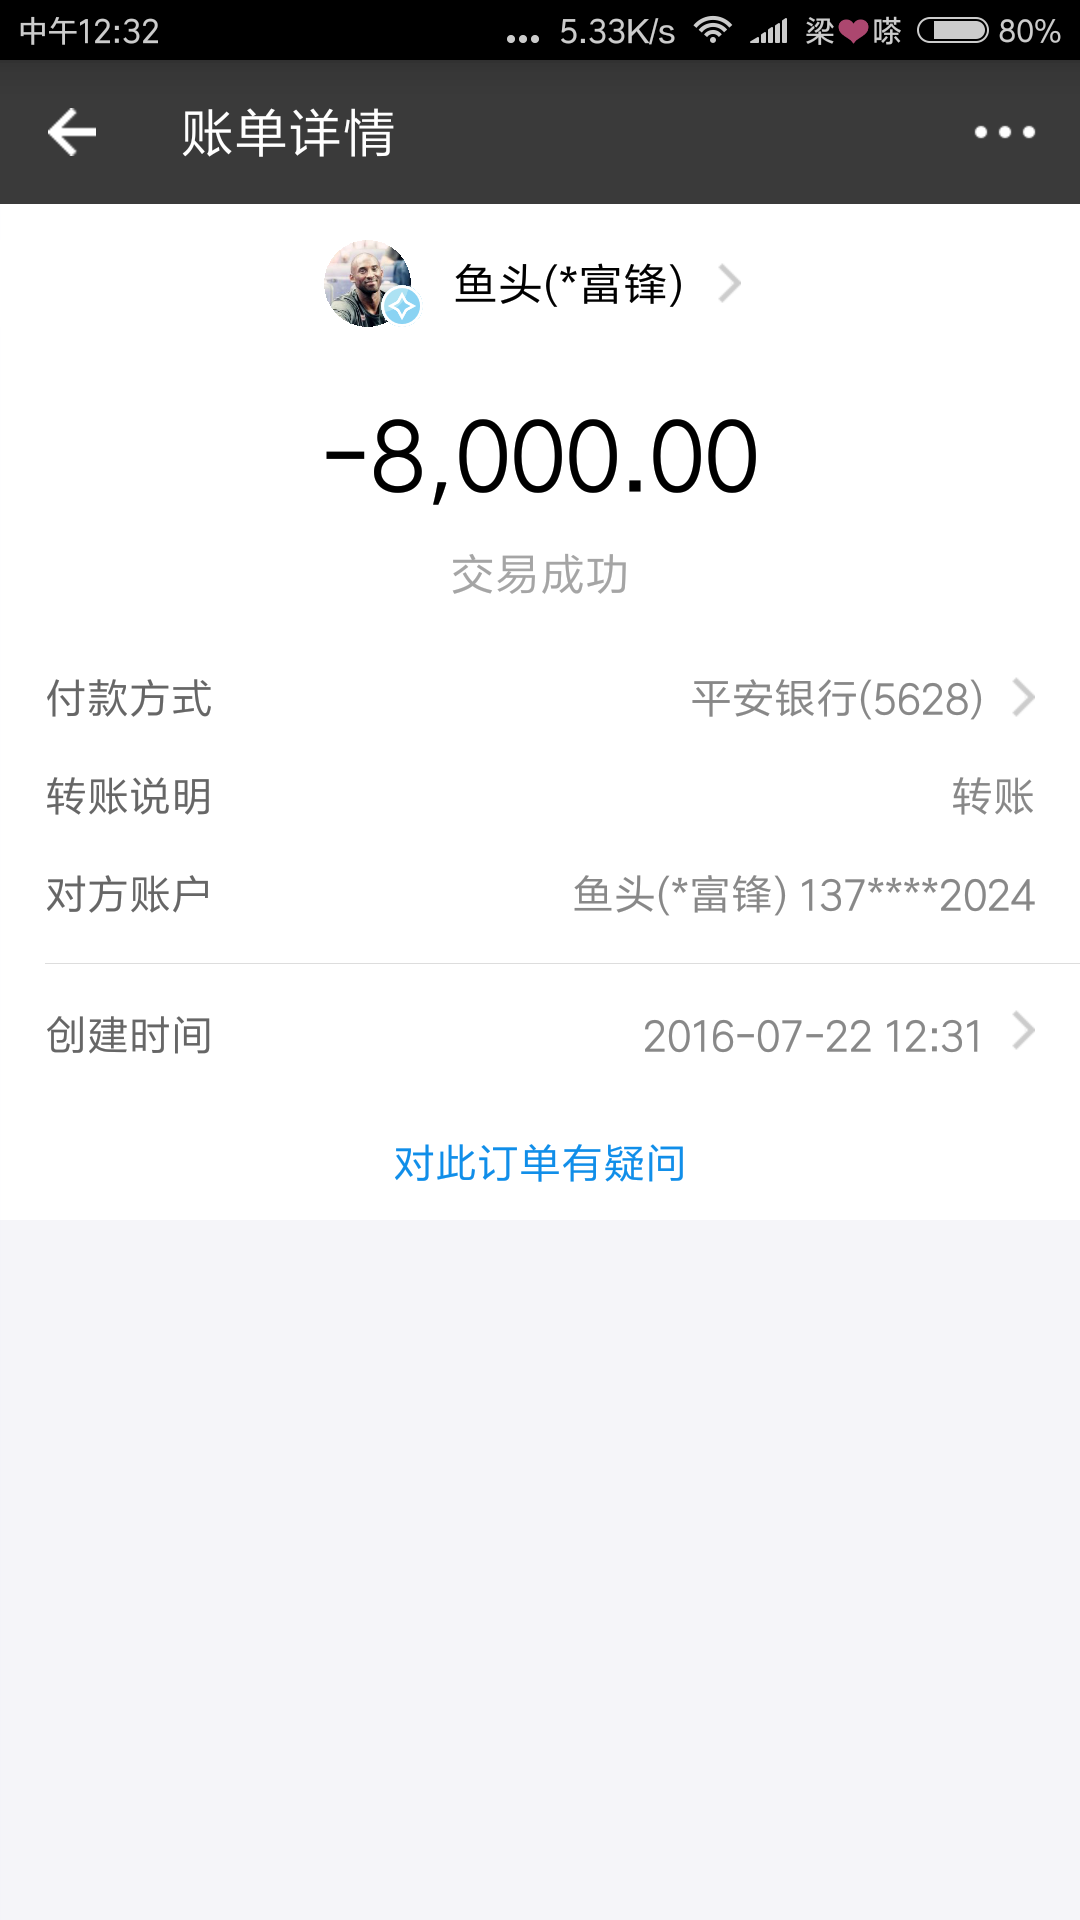 中午12:32 ... 5.33K/s 梁❤嗏 80%
账单详情
鱼头(*富锋)
-8,000.00
交易成功
付款方式 平安银行(5628)
转账说明 转账
对方账户 鱼头(*富锋) 137****2024
创建时间 2016-07-22 12:31
对此订单有疑问